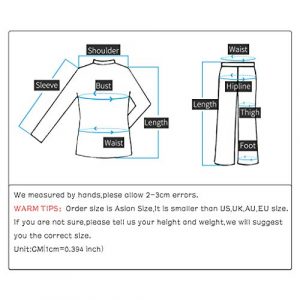 Shoulder
Sleeve
Bust
Length
Waist
Waist
Hipline
Length
Thigh
Foot
We measured by hands,plese allow 2-3cm errors.
WARM TIPS: Order size is Asian Size,It is smaller than US,UK,AU,EU size.
If you are not sure,please tell us your height and weight,we will suggest
you the correct size.
Unit:CM(1cm=0.394 inch)